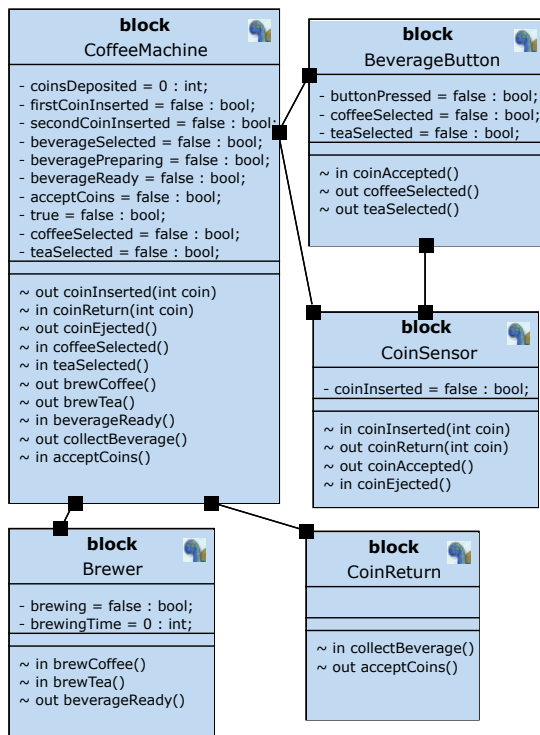 block
CoffeeMachine
- coinsDeposited = 0 : int;
- firstCoinInserted = false : bool;
- secondCoinInserted = false : bool;
- beverageSelected = false : bool;
- beveragePreparing = false : bool;
- beverageReady = false : bool;
- acceptCoins = false : bool;
- true = false : bool;
- coffeeSelected = false : bool;
- teaSelected = false : bool;
~ out coinInserted(int coin)
~ in coinReturn(int coin)
~ out coinEjected()
~ in coffeeSelected()
~ in teaSelected()
~ out brewCoffee()
~ out brewTea()
~ in beverageReady()
~ out collectBeverage()
~ in acceptCoins()
block
BeverageButton
- buttonPressed = false : bool;
- coffeeSelected = false : bool;
- teaSelected = false : bool;
~ in coinAccepted()
~ out coffeeSelected()
~ out teaSelected()
block
CoinSensor
- coinInserted = false : bool;
~ in coinInserted(int coin)
~ out coinReturn(int coin)
~ out coinAccepted()
~ in coinEjected()
block
Brewer
- brewing = false : bool;
- brewingTime = 0 : int;
~ in brewCoffee()
~ in brewTea()
~ out beverageReady()
block
CoinReturn
~ in collectBeverage()
~ out acceptCoins()